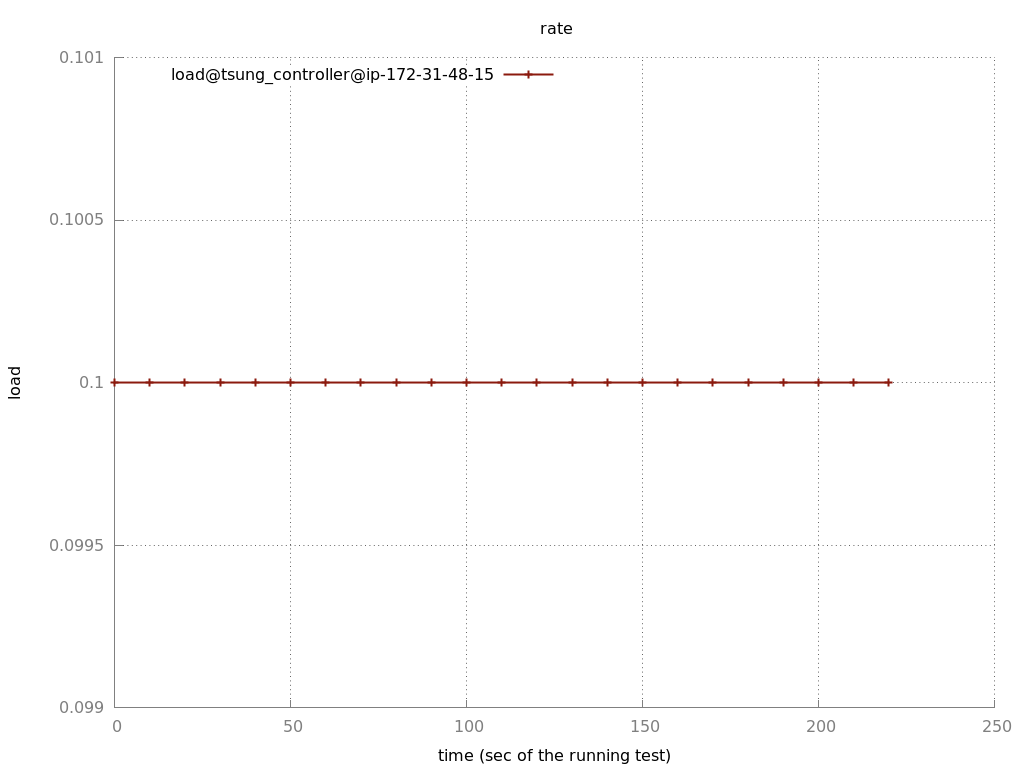 rate
0.101
load@tsung_controller@ip-172-31-48-15
0.1005
load
0.1
0.0995
0.099
0 50 100 150 200 250
time (sec of the running test)